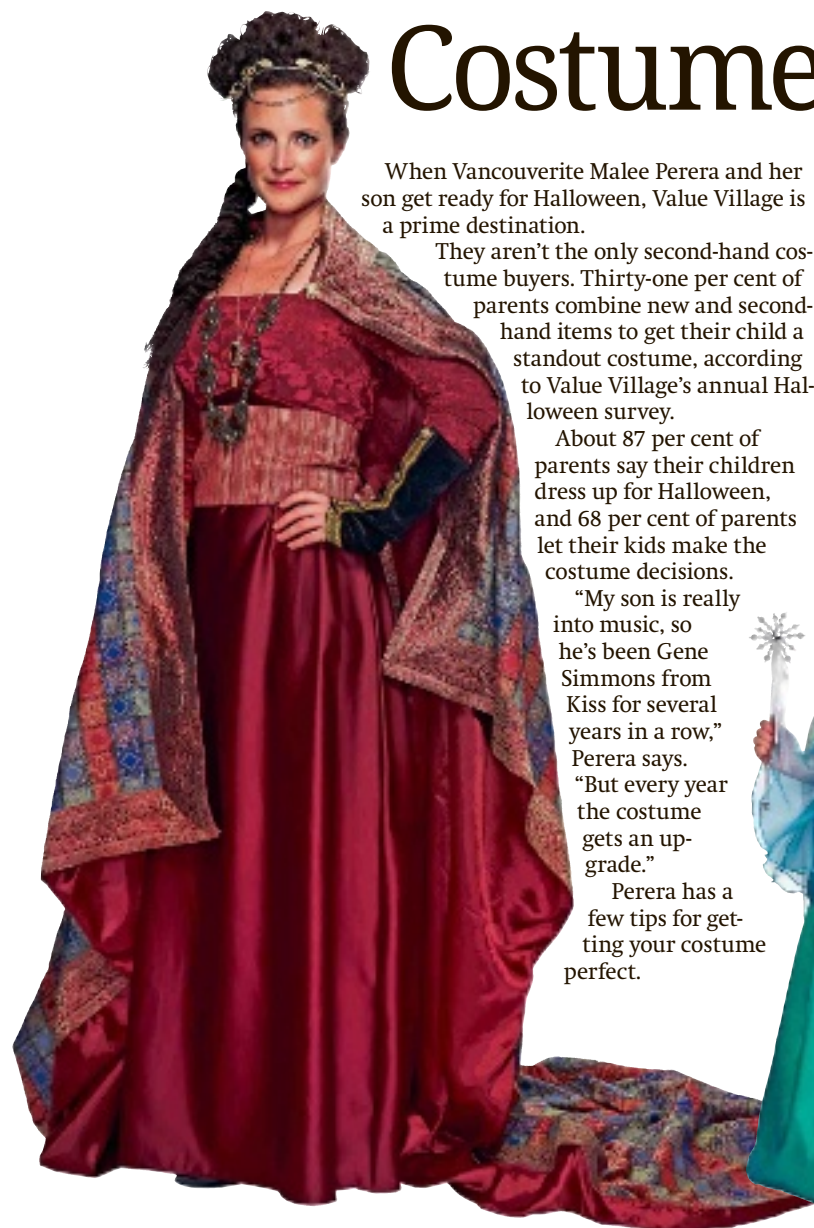 Costume
When Vancouverite Malee Perera and her
son get ready for Halloween, Value Village is
a prime destination.
They aren’t the only second-hand cos-
tume buyers. Thirty-one per cent of
parents combine new and second-
hand items to get their child a
standout costume, according
to Value Village’s annual Hal-
loween survey.
About 87 per cent of
parents say their children
dress up for Halloween,
and 68 per cent of parents
let their kids make the
costume decisions.
“My son is really
into music, so
he’s been Gene
Simmons from
Kiss for several
years in a row,”
Perera says.
“But every year
the costume
gets an up-
grade.”
Perera has a
few tips for get-
ting your costume
perfect.